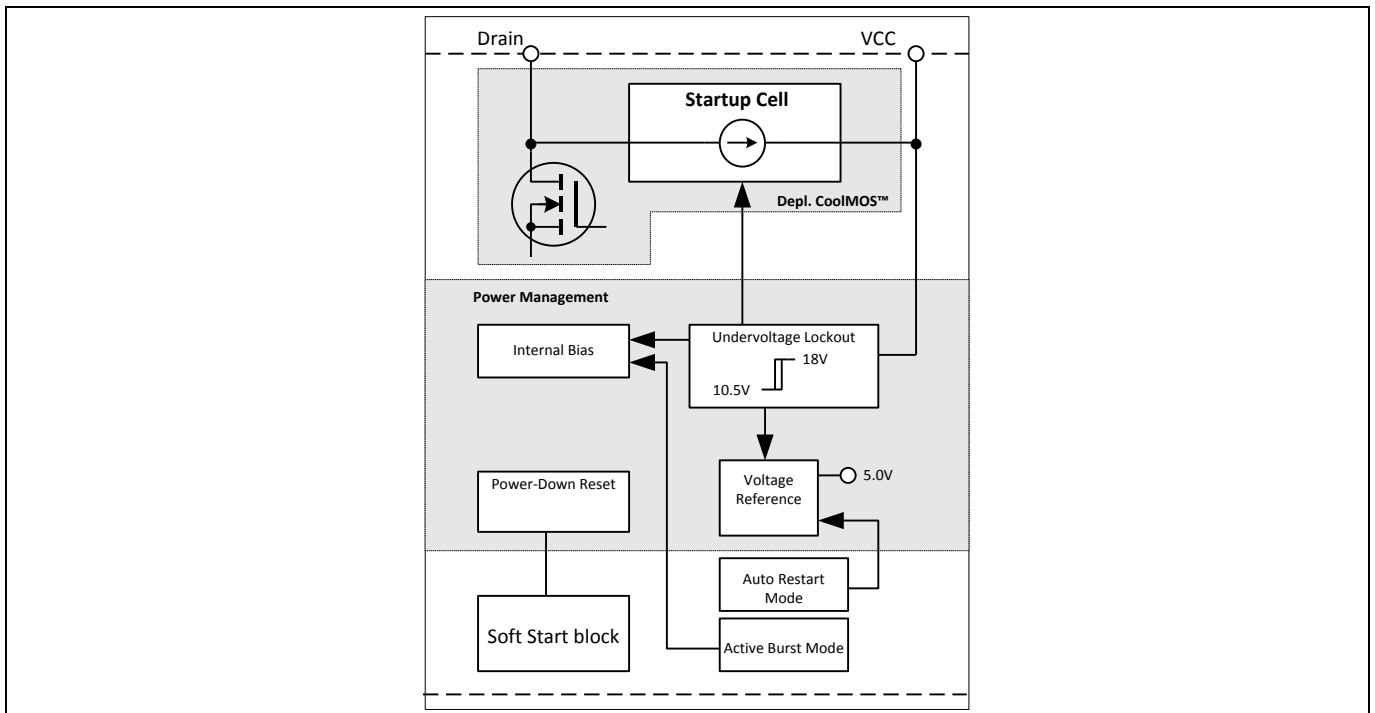 Drain
VCC
Startup Cell
Depl. CoolMOS™
Power Management
Internal Bias
Undervoltage Lockout
18V
10.5V
Power-Down Reset
Voltage
Reference
5.0V
Auto Restart
Mode
Soft Start block
Active Burst Mode